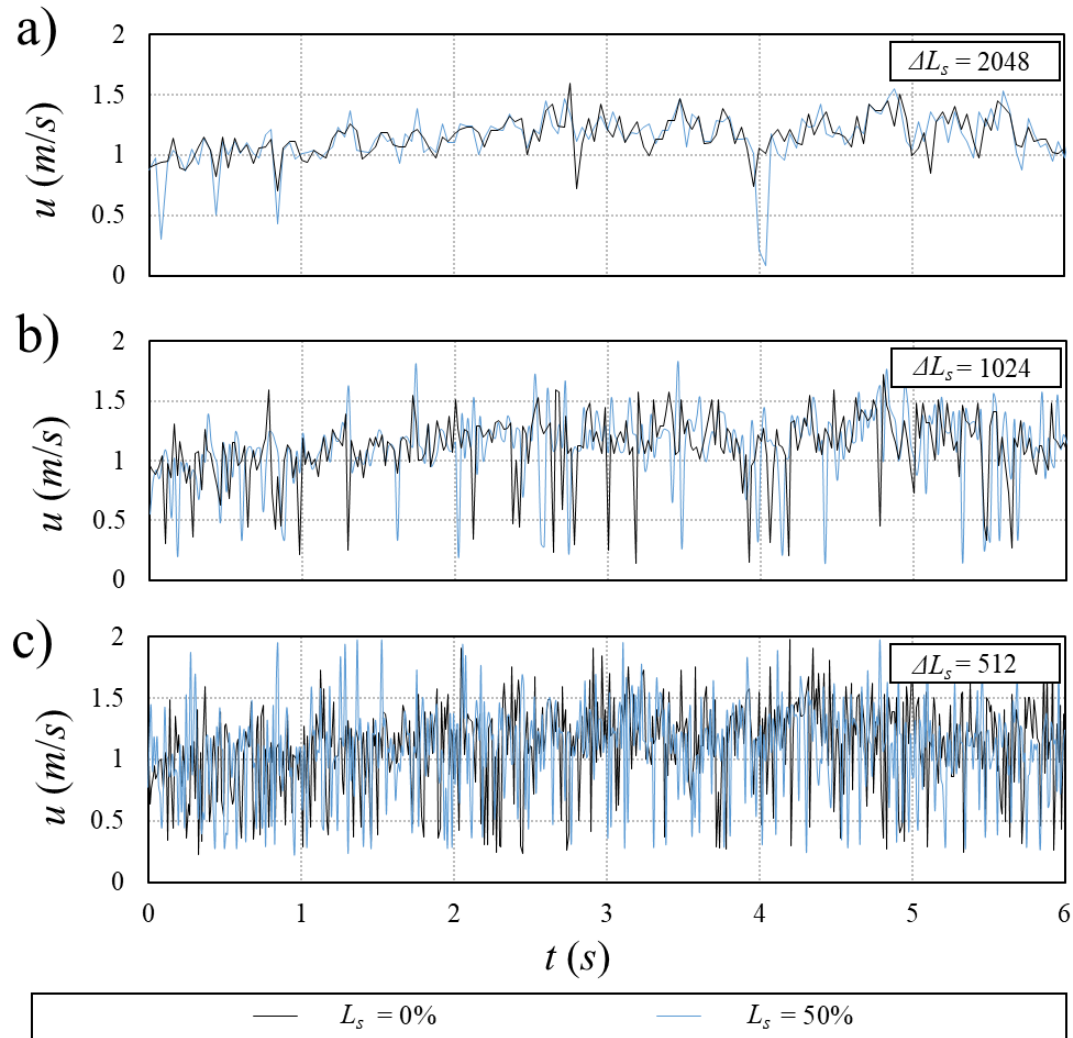 a)
u (m/s)
2
1.5
1
0.5
0
ΔLs = 2048
b)
u (m/s)
2
1.5
1
0.5
0
ΔLs = 1024
c)
u (m/s)
2
1.5
1
0.5
0
ΔLs = 512
0 1 2 3 4 5 6
t (s)
Ls = 0% Ls = 50%